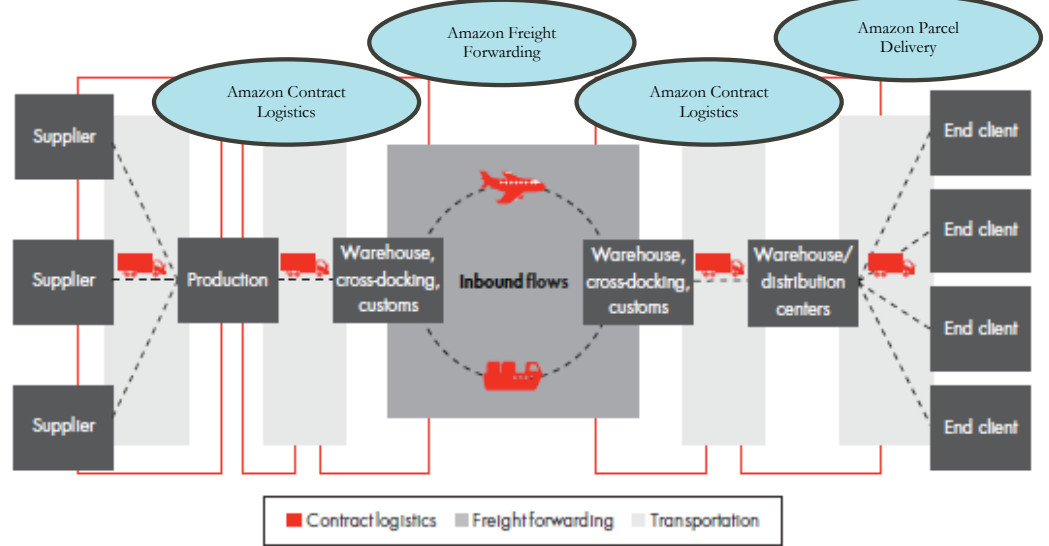 Amazon Freight
Forwarding
Amazon Parcel
Delivery
Amazon Contract
Logistics
Amazon Contract
Logistics
Supplier
Supplier
Supplier
Production
Warehouse,
cross-docking,
customs
Inbound flows
Warehouse,
cross-docking,
customs
Warehouse/
distribution
centers
End client
End client
End client
End client
Contract logistics
Freight forwarding
Transportation